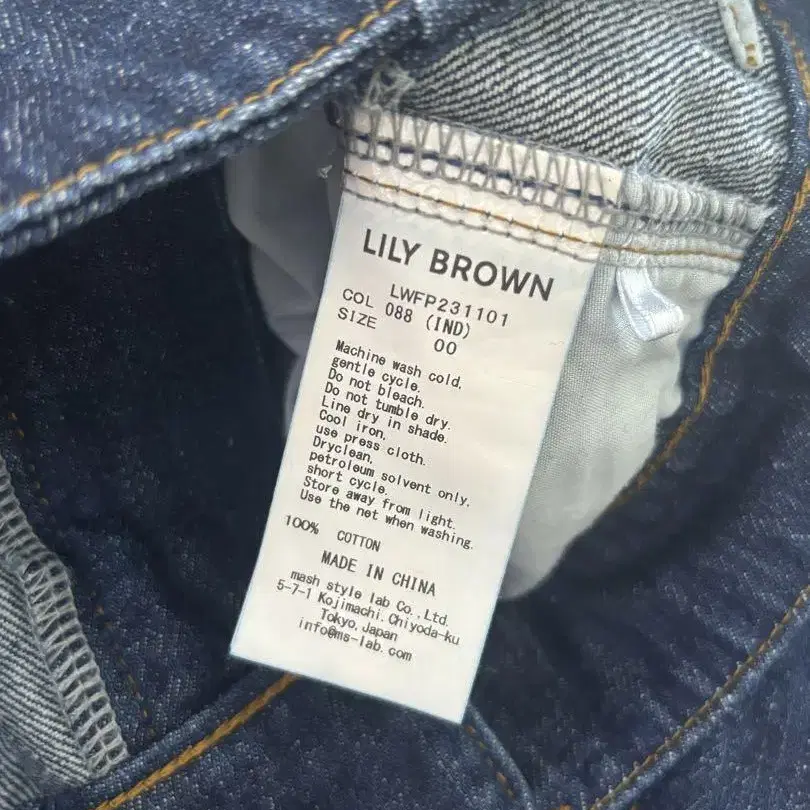 LILY BROWN
LWFP231101
COL 088 (IND)
SIZE 00
Machine wash cold,
gentle cycle.
Do not bleach.
Do not tumble dry.
Line dry in shade.
Cool iron,
use press cloth.
Dryclean,
petroleum solvent only,
short cycle.
Store away from light.
Use the net when washing.
100% COTTON
MADE IN CHINA
mash style lab Co.,Ltd.
5-7-1 Kojimachi,Chiyoda-ku
Tokyo,Japan
info@ms-lab.com